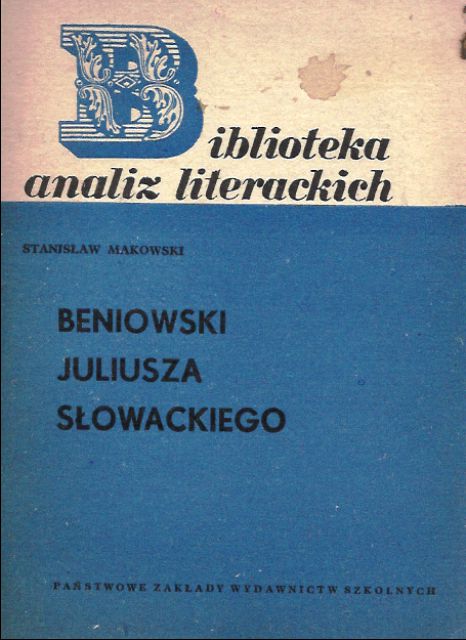 Biblioteka
analiz literackich
STANISŁAW MAKOWSKI
BENIOWSKI
JULIUSZA
SŁOWACKIEGO
PAŃSTWOWE ZAKŁADY WYDAWNICTW SZKOLNYCH